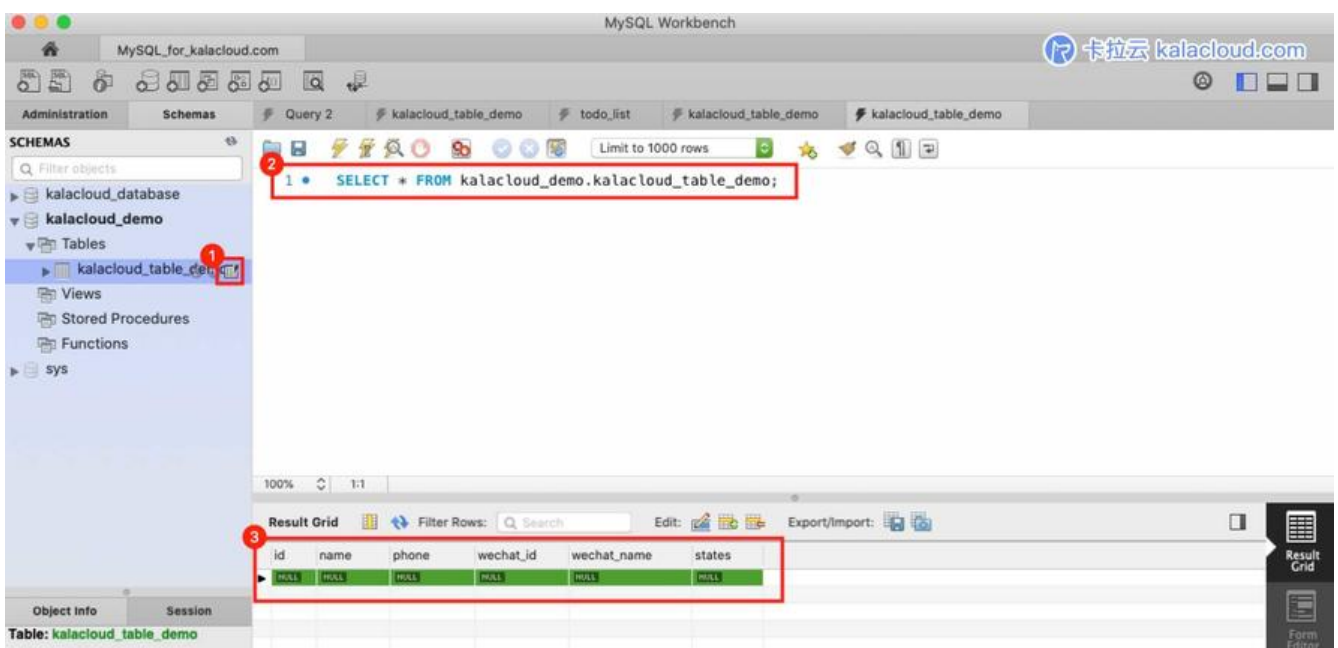 MySQL Workbench
MySQL_for_kalacloud.com
卡拉云 kalacloud.com
Administration
Schemas
Query 2
kalacloud_table_demo
todo_list
kalacloud_table_demo
kalacloud_table_demo
SCHEMAS
Filter objects
Limit to 1000 rows
2
1 SELECT * FROM kalacloud_demo.kalacloud_table_demo;
kalacloud_database
kalacloud_demo
Tables
1
kalacloud_table_de
Views
Stored Procedures
Functions
sys
100% 1:1
Result Grid Filter Rows: Search Edit: Export/Import:
3
id name phone wechat_id wechat_name states
NULL NULL NULL NULL NULL NULL
Result
Grid
Form
Editor
Object Info
Session
Table: kalacloud_table_demo